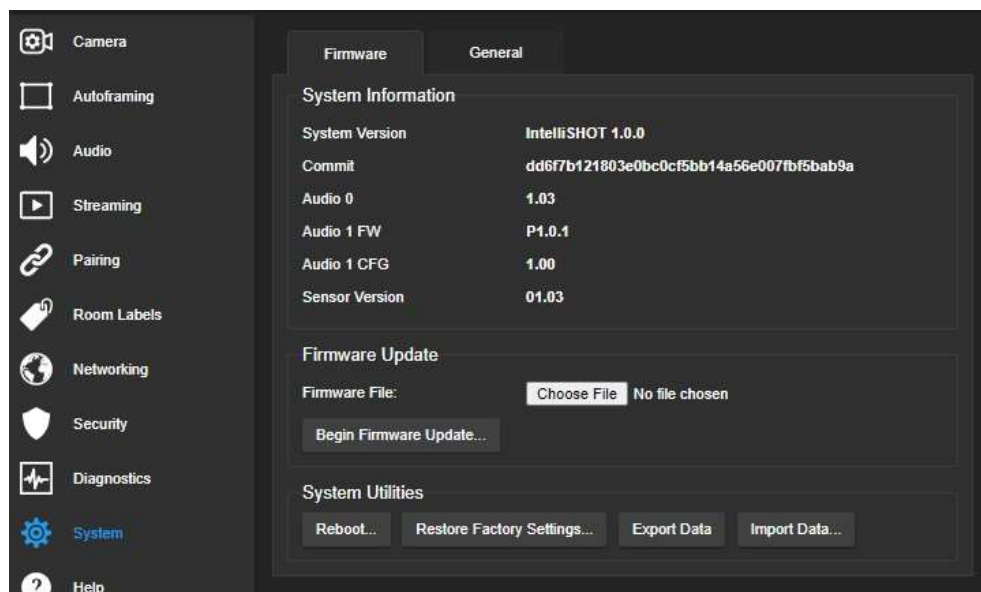 Camera
Autoframing
Audio
Streaming
Pairing
Room Labels
Networking
Security
Diagnostics
System
Help
Firmware General
System Information
System Version IntelliSHOT 1.0.0
Commit dd6f7b121803e0bc0cf5bb14a56e007fbf5bab9a
Audio 0 1.03
Audio 1 FW P1.0.1
Audio 1 CFG 1.00
Sensor Version 01.03
Firmware Update
Firmware File: Choose File No file chosen
Begin Firmware Update...
System Utilities
Reboot... Restore Factory Settings... Export Data Import Data...